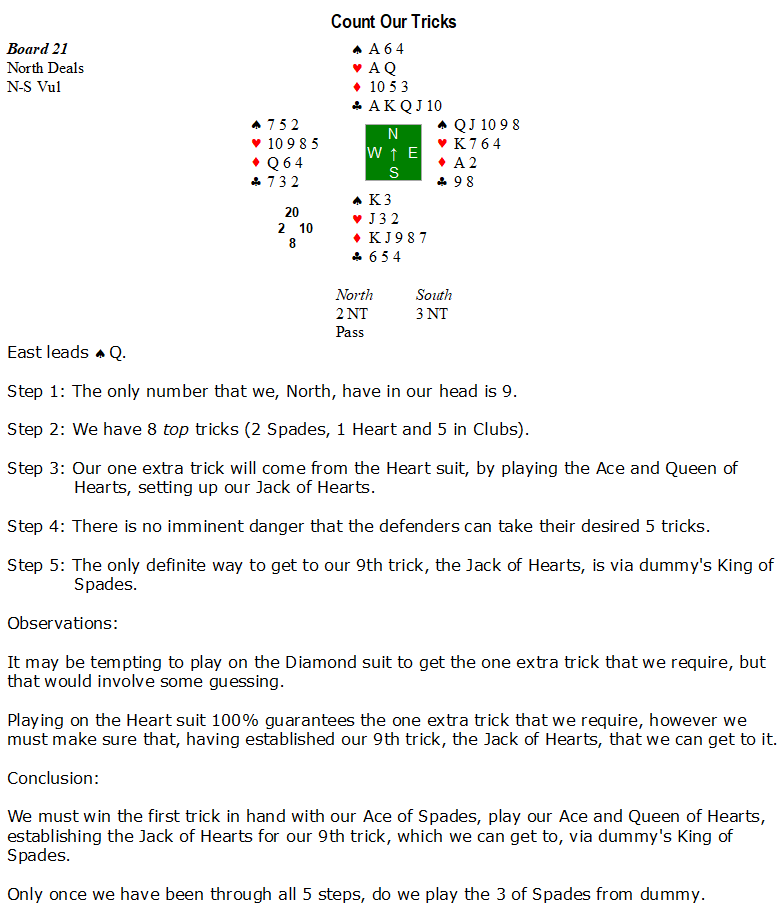 Count Our Tricks
Board 21
North Deals
N-S Vul
♠ A 6 4
♥ A Q
♦ 10 5 3
♣ A K Q J 10
♠ 7 5 2
♥ 10 9 8 5
♦ Q 6 4
♣ 7 3 2
N
W ↑ E
S
♠ Q J 10 9 8
♥ K 7 6 4
♦ A 2
♣ 9 8
♠ K 3
♥ J 3 2
♦ K J 9 8 7
♣ 6 5 4
20
2 10
8
North South
2 NT 3 NT
Pass
East leads ♠ Q.
Step 1: The only number that we, North, have in our head is 9.
Step 2: We have 8 top tricks (2 Spades, 1 Heart and 5 in Clubs).
Step 3: Our one extra trick will come from the Heart suit, by playing the Ace and Queen of
Hearts, setting up our Jack of Hearts.
Step 4: There is no imminent danger that the defenders can take their desired 5 tricks.
Step 5: The only definite way to get to our 9th trick, the Jack of Hearts, is via dummy's King of
Spades.
Observations:
It may be tempting to play on the Diamond suit to get the one extra trick that we require, but
that would involve some guessing.
Playing on the Heart suit 100% guarantees the one extra trick that we require, however we
must make sure that, having established our 9th trick, the Jack of Hearts, that we can get to it.
Conclusion:
We must win the first trick in hand with our Ace of Spades, play our Ace and Queen of Hearts,
establishing the Jack of Hearts for our 9th trick, which we can get to, via dummy's King of
Spades.
Only once we have been through all 5 steps, do we play the 3 of Spades from dummy.